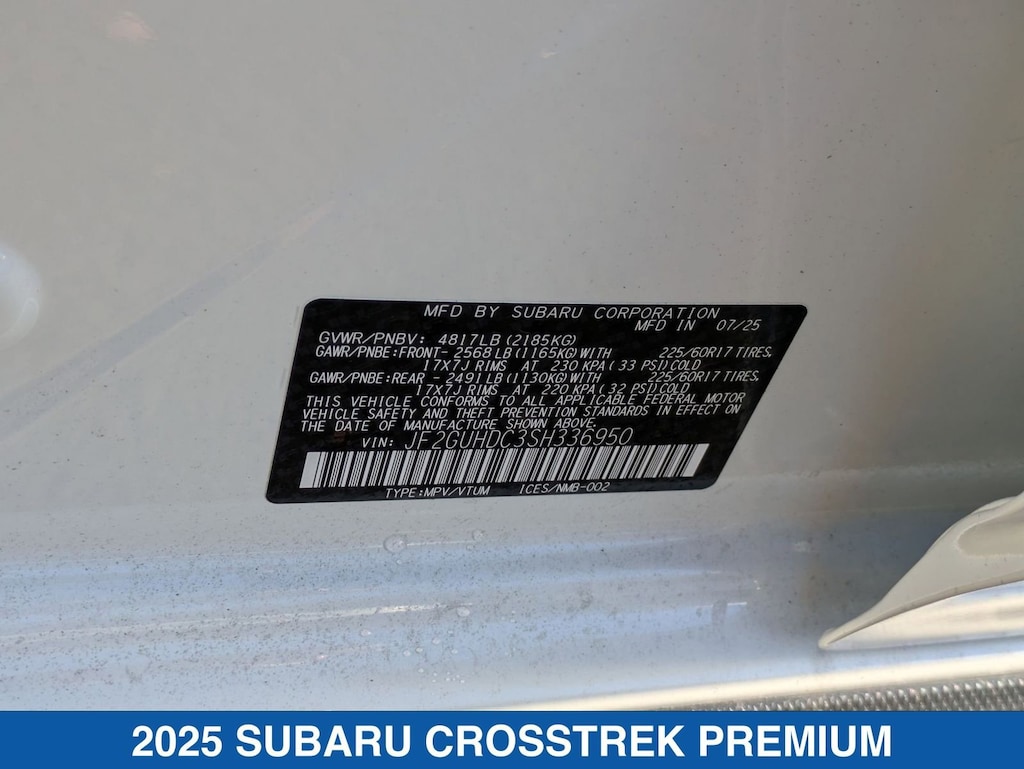 MFD BY SUBARU CORPORATION
MFD IN 07/25
GVWR/PNBV: 4817LB (2185KG)
GAWR/PNBE:FRONT- 2568LB (1165KG) WITH 225/60R17 TIRES,
17X7J RIMS AT 230 KPA ( 33 PSI) COLD
GAWR/PNBE:REAR - 2491LB (1130KG) WITH 225/60R17 TIRES,
17X7J RIMS AT 220 KPA ( 32 PSI) COLD
THIS VEHICLE CONFORMS TO ALL APPLICABLE FEDERAL MOTOR
VEHICLE SAFETY AND THEFT PREVENTION STANDARDS IN EFFECT ON
THE DATE OF MANUFACTURE SHOWN ABOVE.
VIN: JF2GUHDC3SH336950
TYPE:MPV/VTUM ICES/NMB-002
2025 SUBARU CROSSTREK PREMIUM